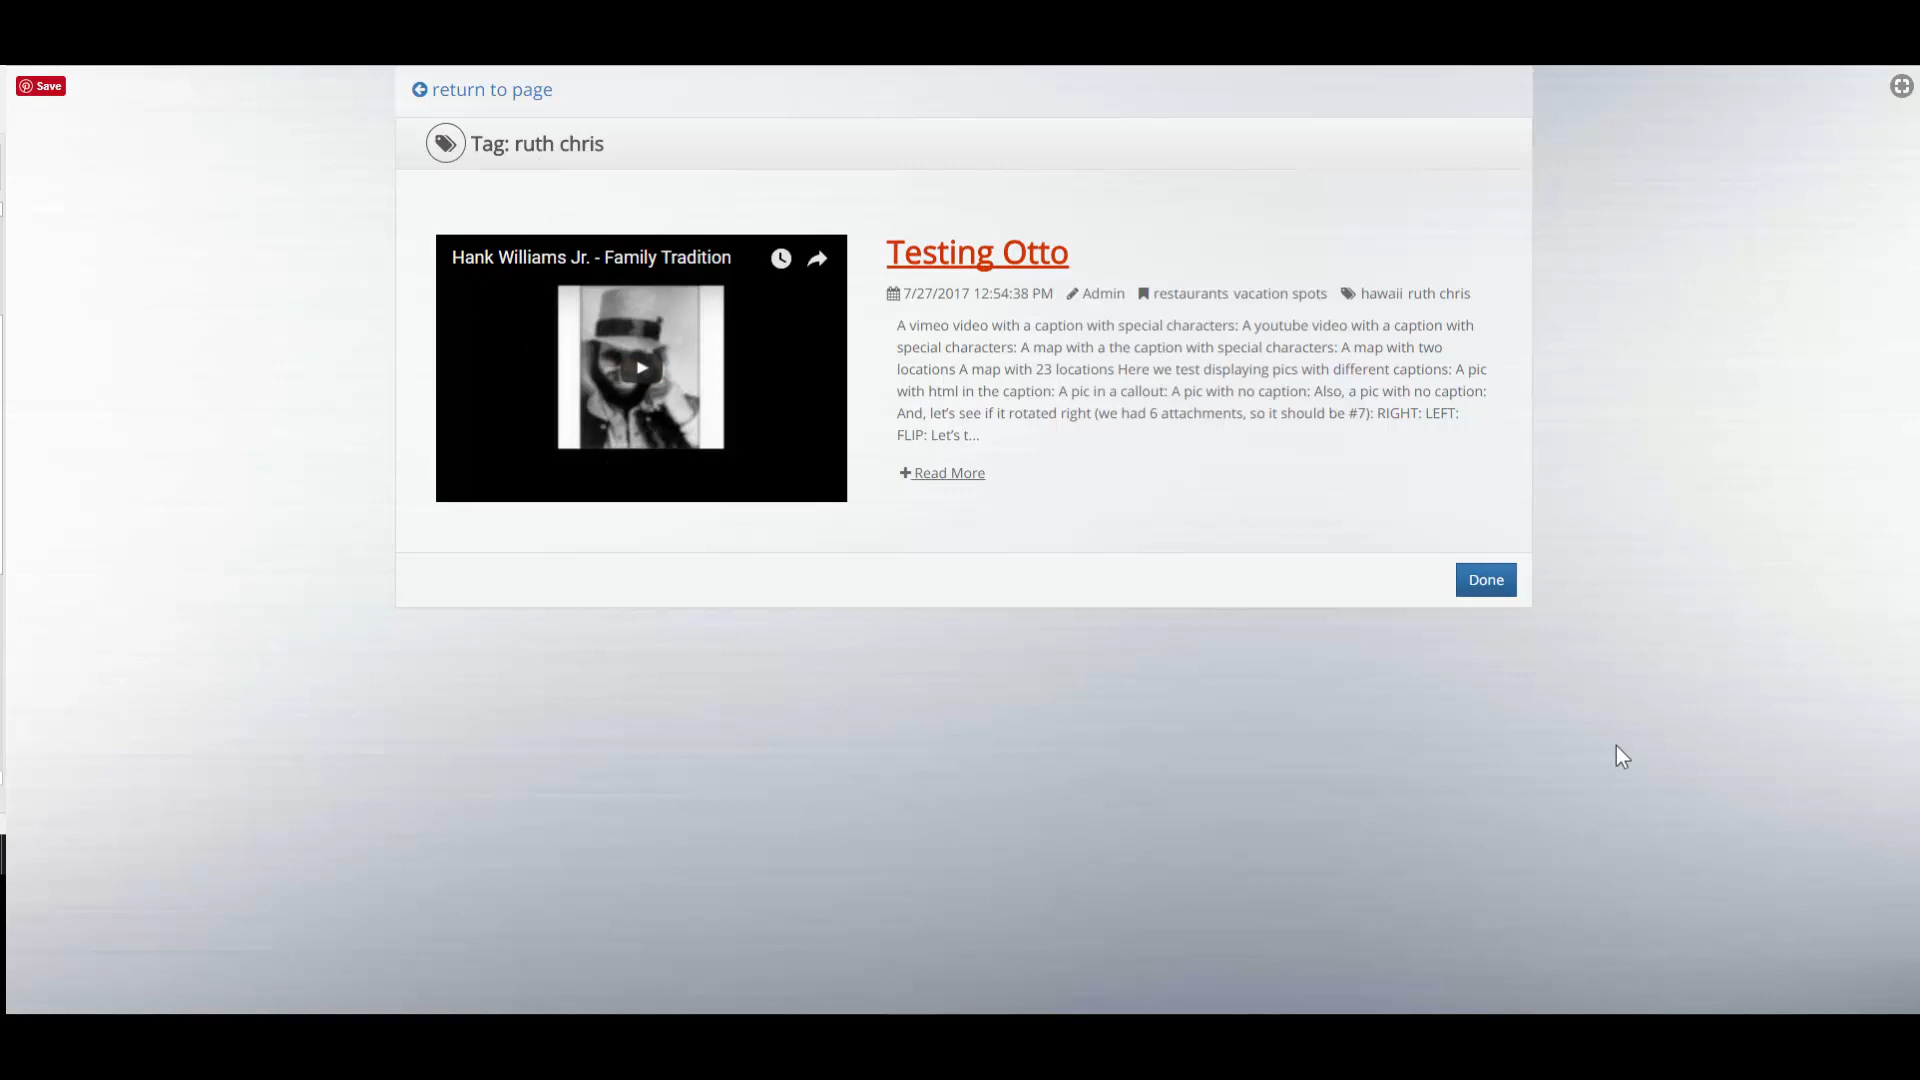 Save
return to page
Tag: ruth chris
Hank Williams Jr. - Family Tradition
Testing Otto
7/27/2017 12:54:38 PM Admin restaurants vacation spots hawaii ruth chris
A vimeo video with a caption with special characters: A youtube video with a caption with
special characters: A map with a the caption with special characters: A map with two
locations A map with 23 locations Here we test displaying pics with different captions: A pic
with html in the caption: A pic in a callout: A pic with no caption: Also, a pic with no caption:
And, let’s see if it rotated right (we had 6 attachments, so it should be #7): RIGHT: LEFT:
FLIP: Let’s t...
Read More
Done